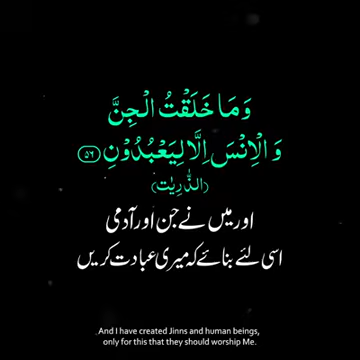 وَمَا خَلَقْتُ الْجِنَّ
وَالْاِنْسَ اِلَّا لِيَعْبُدُوْنِ ﴿۵۶﴾
(الذّٰرِیٰت)
اور میں نے جن اور آدمی
اسی لئے بنائے کہ میری عبادت کریں
And I have created Jinns and human beings,
only for this that they should worship Me.